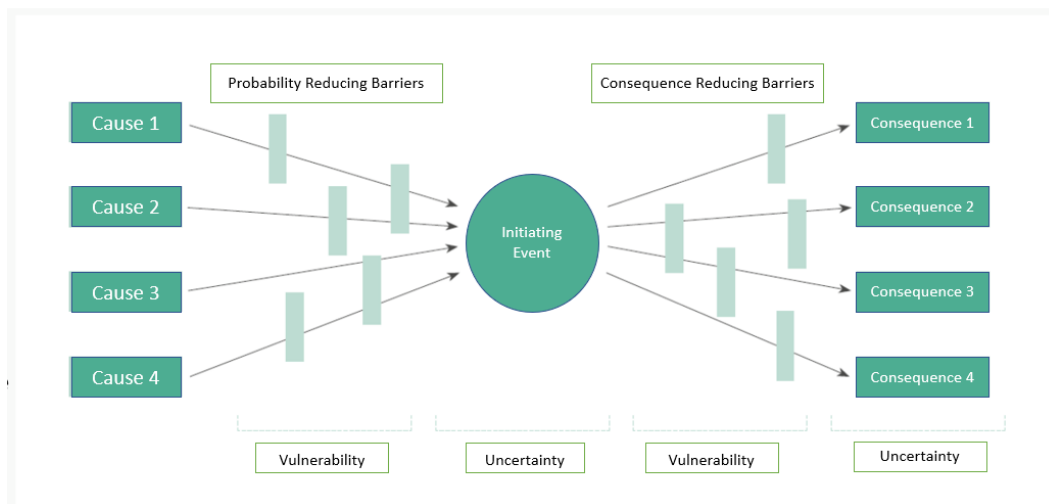 Probability Reducing Barriers
Consequence Reducing Barriers
Cause 1
Cause 2
Cause 3
Cause 4
Initiating
Event
Consequence 1
Consequence 2
Consequence 3
Consequence 4
Vulnerability
Uncertainty
Vulnerability
Uncertainty